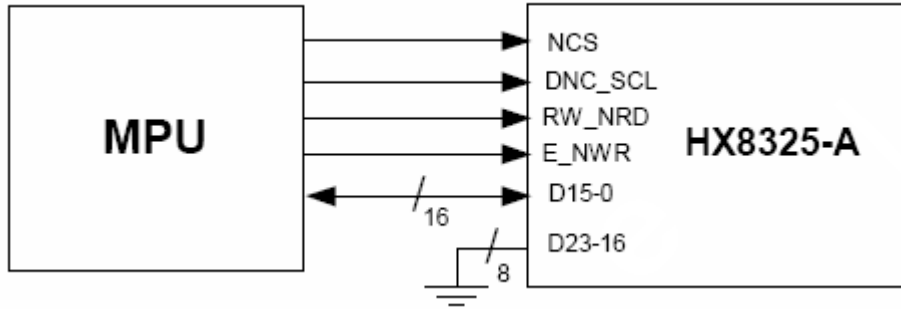 MPU
NCS
DNC_SCL
RW_NRD
E_NWR
HX8325-A
D15-0
16
D23-16
8